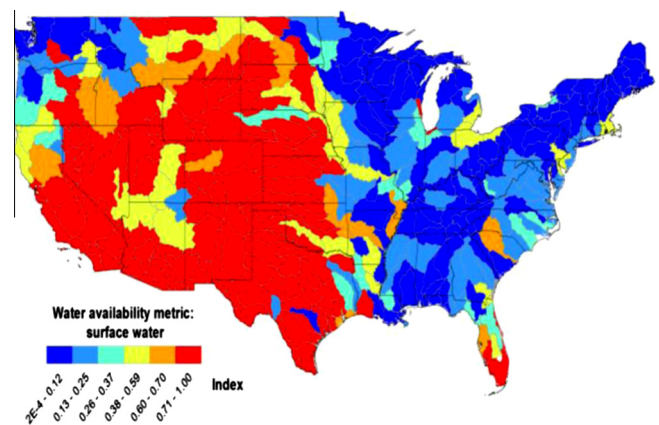 Water availability metric:
surface water
Index
2E-4 - 0.12
0.13 - 0.25
0.26 - 0.37
0.38 - 0.59
0.60 - 0.70
0.71 - 1.00